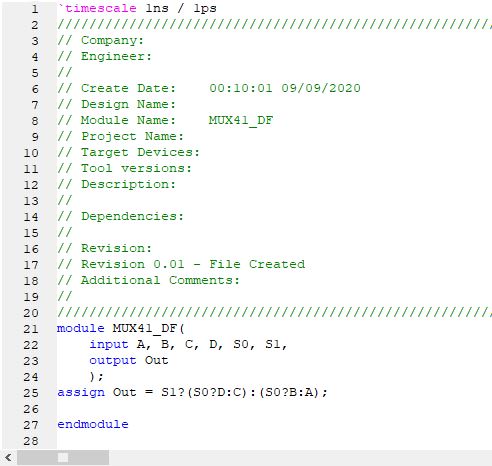 1 `timescale 1ns / 1ps
2 //////////////////////////////////////////////////////
3 // Company:
4 // Engineer:
5 //
6 // Create Date:    00:10:01 09/09/2020
7 // Design Name:
8 // Module Name:    MUX41_DF
9 // Project Name:
10 // Target Devices:
11 // Tool versions:
12 // Description:
13 //
14 // Dependencies:
15 //
16 // Revision:
17 // Revision 0.01 - File Created
18 // Additional Comments:
19 //
20 //////////////////////////////////////////////////////
21 module MUX41_DF(
22     input A, B, C, D, S0, S1,
23     output Out
24     );
25 assign Out = S1?(S0?D:C):(S0?B:A);
26
27 endmodule
28